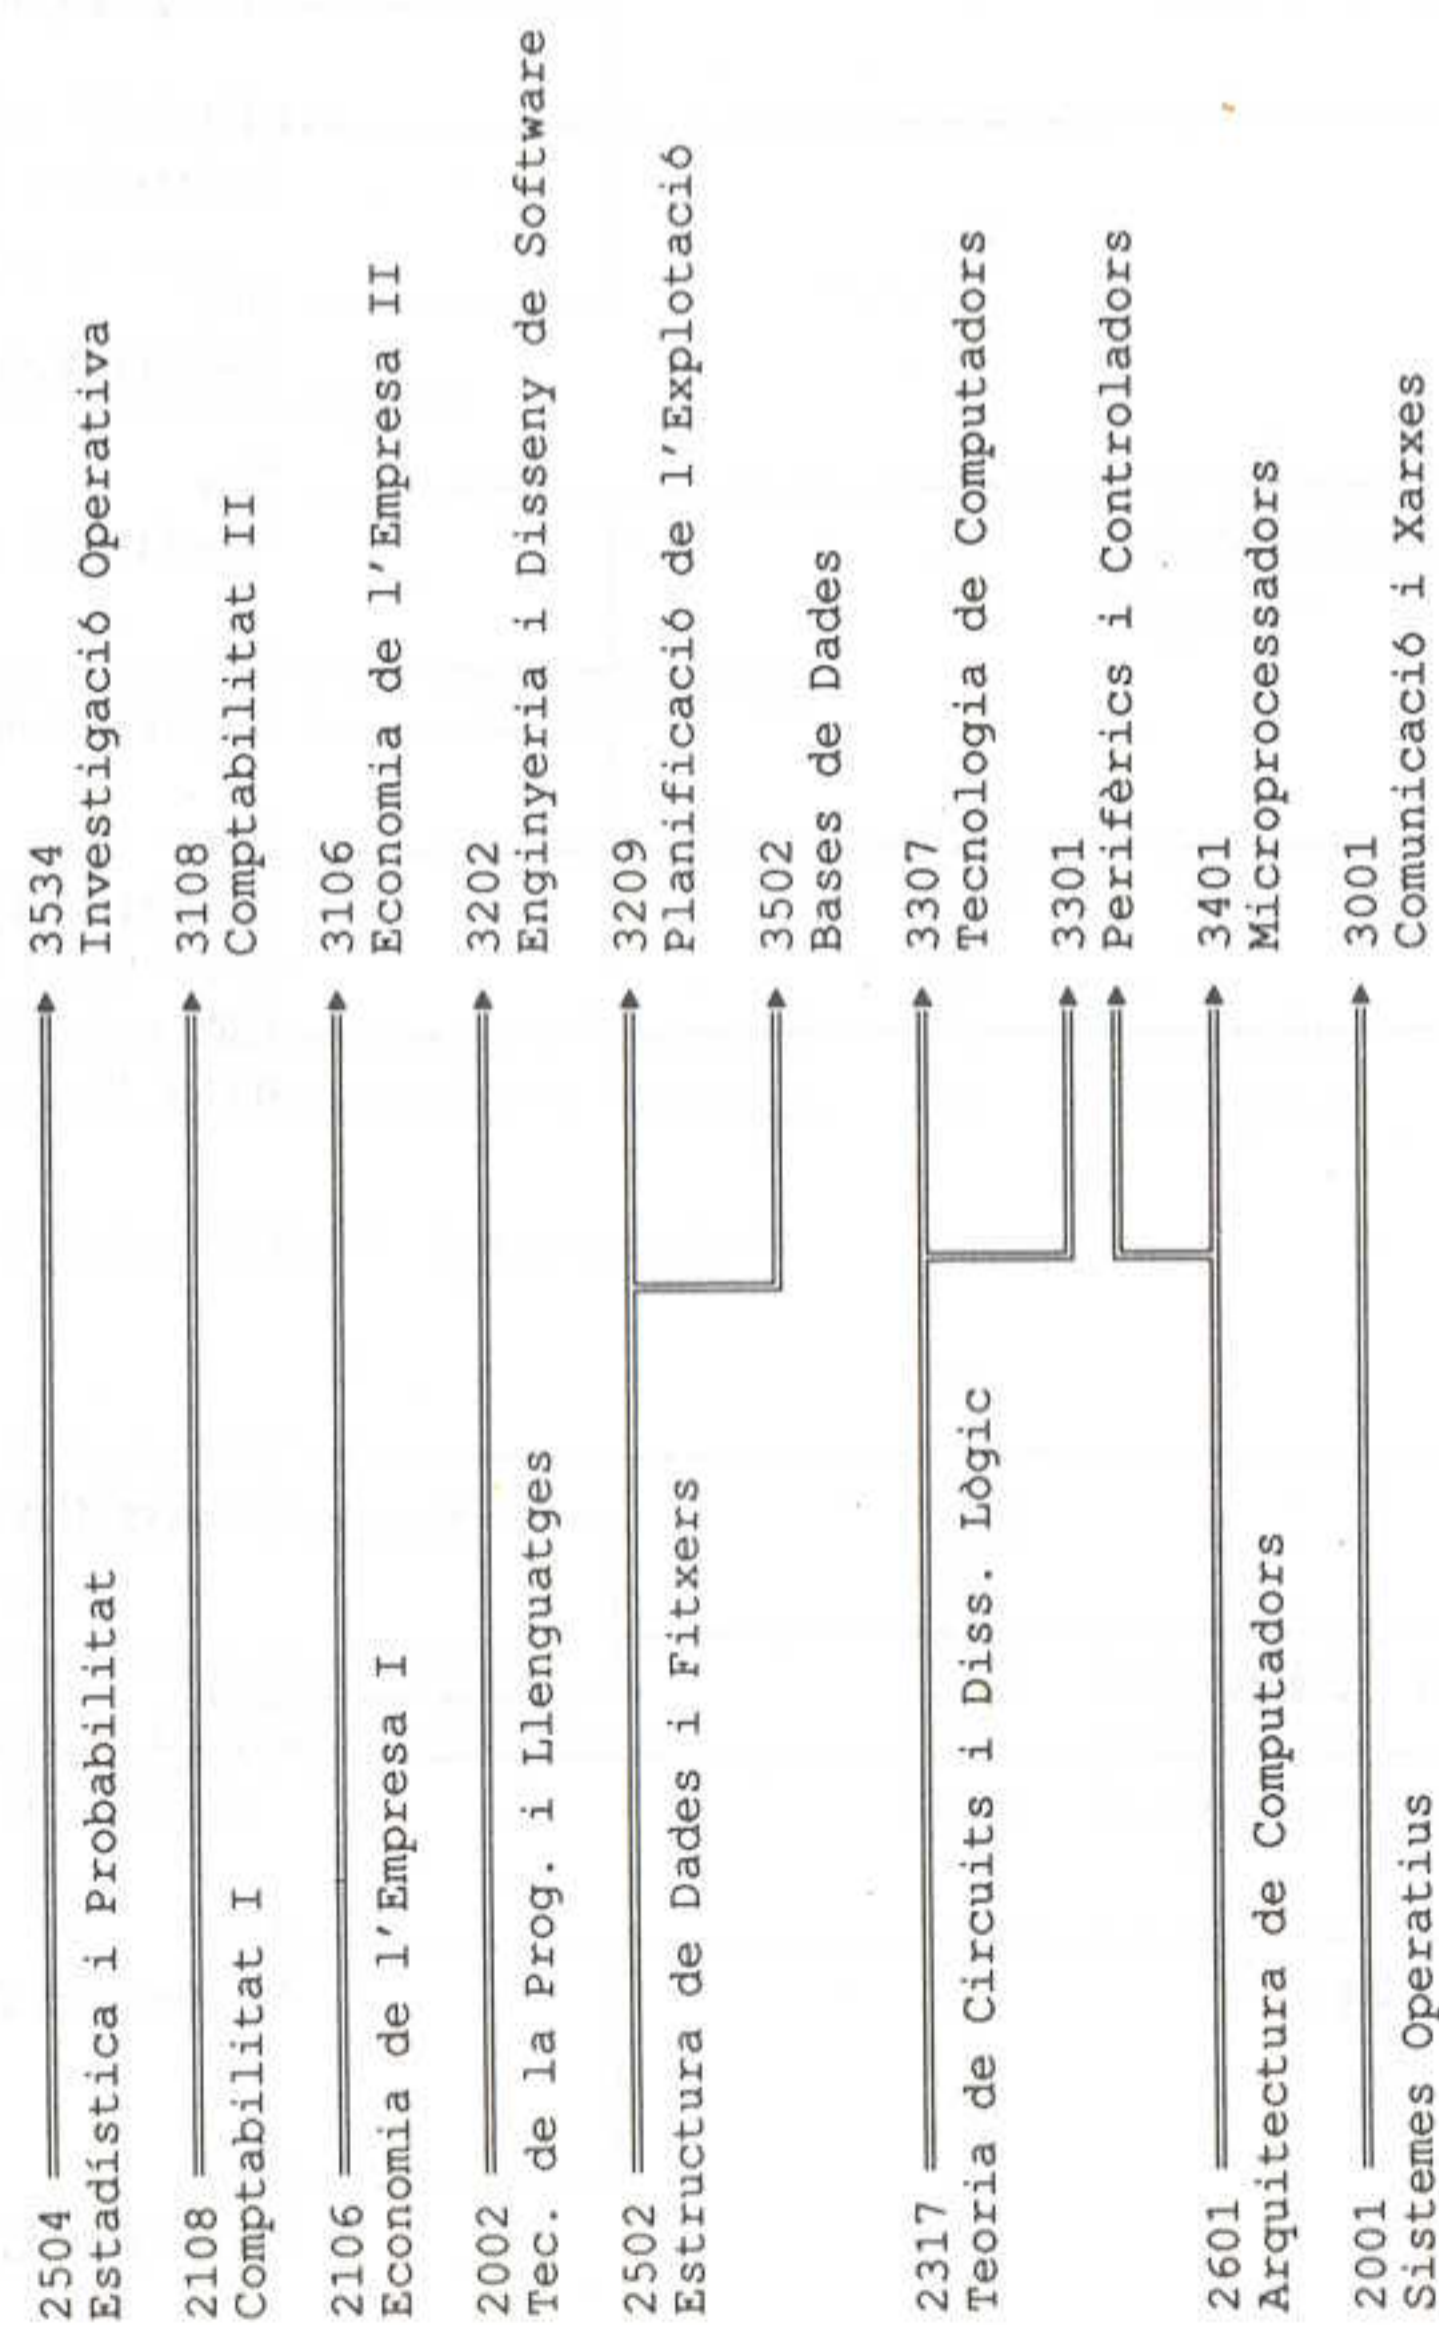 2504
Estadística i Probabilitat
3534
Investigació Operativa
2108
Comptabilitat I
3108
Comptabilitat II
2106
Economia de l'Empresa I
3106
Economia de l'Empresa II
2002
Tec. de la Prog. i Llenguatges
3202
Enginyeria i Disseny de Software
2502
Estructura de Dades i Fitxers
3209
Planificació de l'Explotació
3502
Bases de Dades
2317
Teoria de Circuits i Diss. Lògic
3307
Tecnologia de Computadors
3301
Perifèrics i Controladors
2601
Arquitectura de Computadors
3401
Microprocessadors
2001
Sistemes Operatius
3001
Comunicació i Xarxes